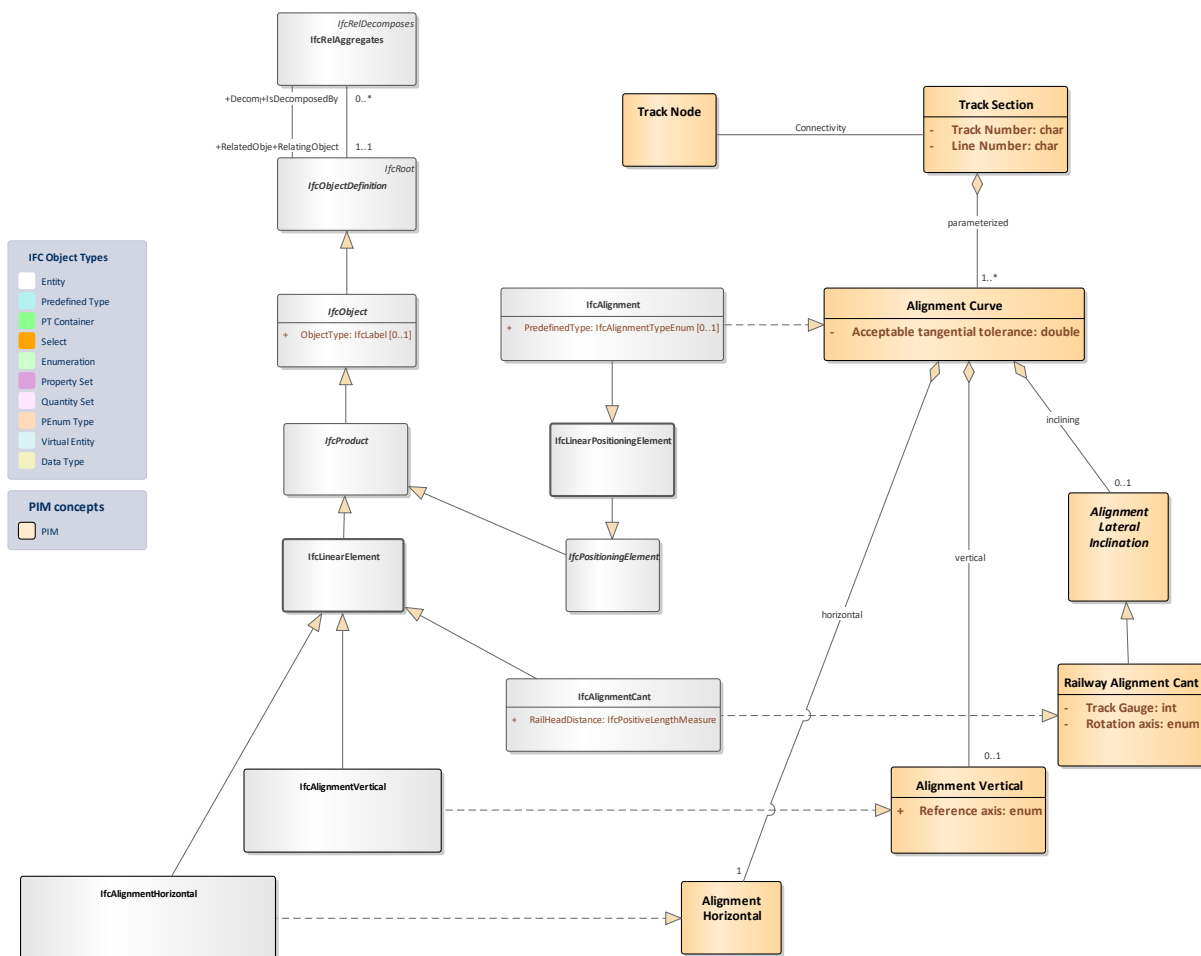 IfcRelDecomposes
IfcRelAggregates
+Decom
+IsDecomposedBy
0..*
+RelatedObje
+RelatingObject
1..1
IfcRoot
IfcObjectDefinition
Track Node
Connectivity
Track Section
- Track Number: char
- Line Number: char
parameterized
1..*
IFC Object Types
Entity
Predefined Type
PT Container
Select
Enumeration
Property Set
Quantity Set
PEnum Type
Virtual Entity
Data Type
PIM concepts
PIM
IfcObject
+ ObjectType: IfcLabel [0..1]
IfcAlignment
+ PredefinedType: IfcAlignmentTypeEnum [0..1]
Alignment Curve
- Acceptable tangential tolerance: double
IfcProduct
IfcLinearPositioningElement
inclining
0..1
IfcLinearElement
IfcPositioningElement
Alignment
Lateral
Inclination
vertical
horizontal
IfcAlignmentCant
+ RailHeadDistance: IfcPositiveLengthMeasure
Railway Alignment Cant
- Track Gauge: int
- Rotation axis: enum
0..1
IfcAlignmentVertical
Alignment Vertical
+ Reference axis: enum
1
IfcAlignmentHorizontal
Alignment
Horizontal